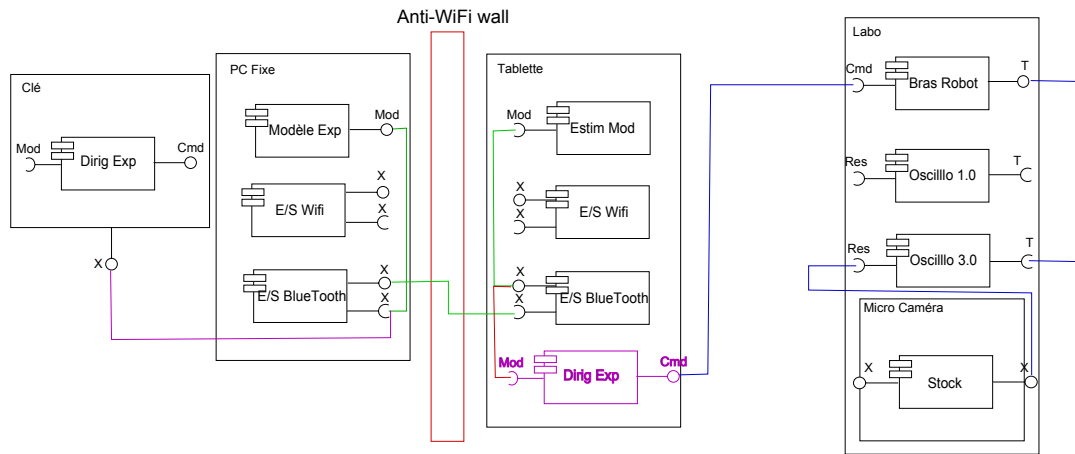 Anti-WiFi wall
Clé
Mod
Dirig Exp
Cmd
X
PC Fixe
Modèle Exp
Mod
E/S Wifi
X
X
E/S BlueTooth
X
X
Tablette
Mod
Estim Mod
X
X
E/S Wifi
X
X
E/S BlueTooth
Mod
Dirig Exp
Cmd
Labo
Cmd
Bras Robot
T
Res
Oscilllo 1.0
T
Res
Oscilllo 3.0
T
Micro Caméra
X
Stock
X